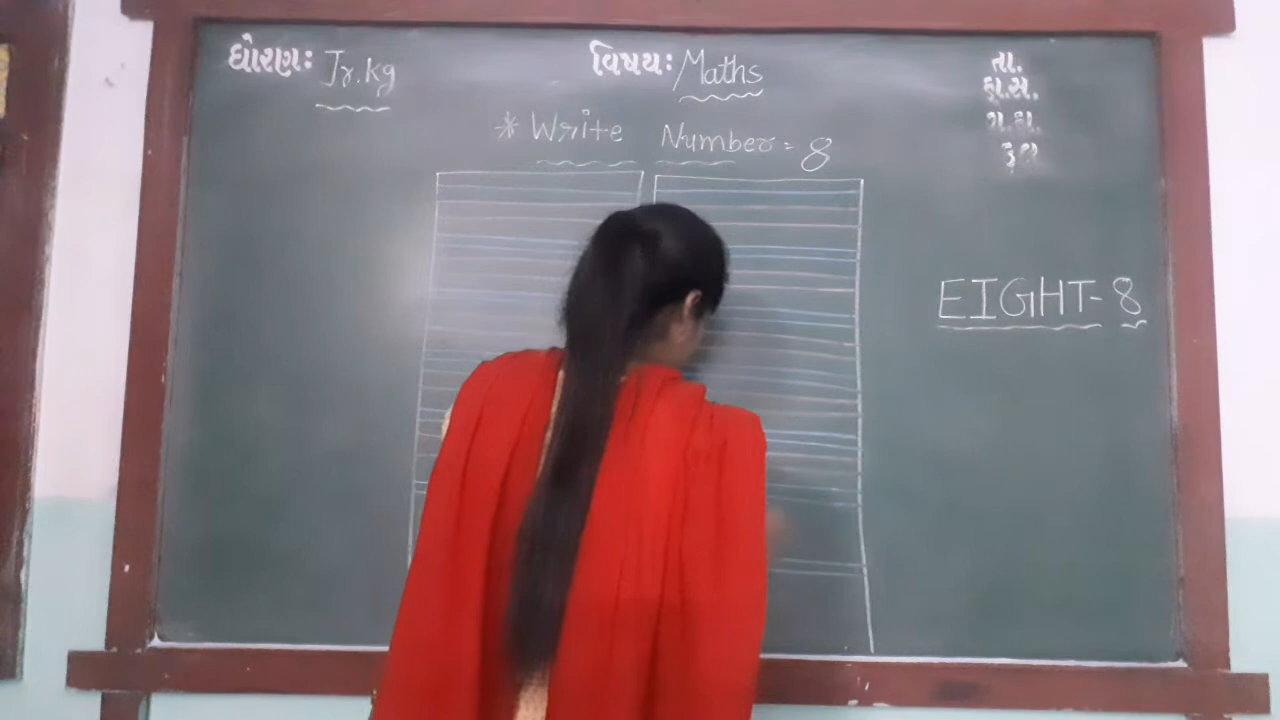 ધોરણઃ Jr.kg
વિષયઃ Maths
તા.
હા.સ.
ગ.હા.
કુલ
* Write Number = 8
EIGHT - 8